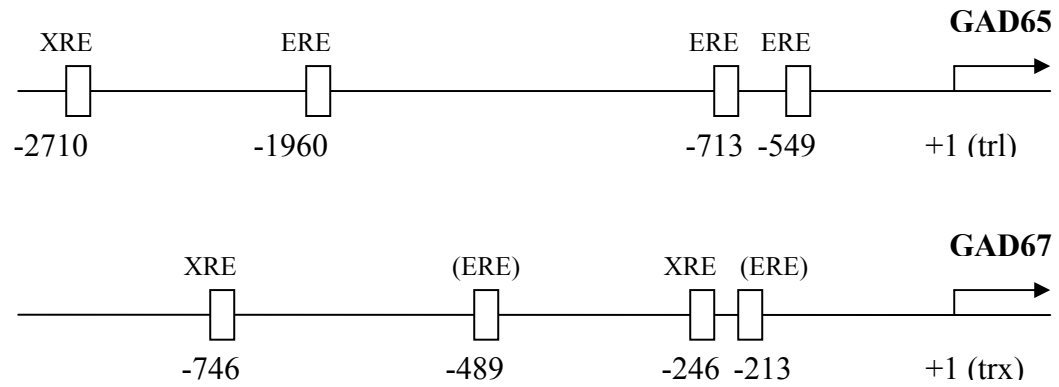 GAD65
XRE ERE ERE ERE
-2710 -1960 -713 -549 +1 (trl)
GAD67
XRE (ERE) XRE (ERE)
-746 -489 -246 -213 +1 (trx)